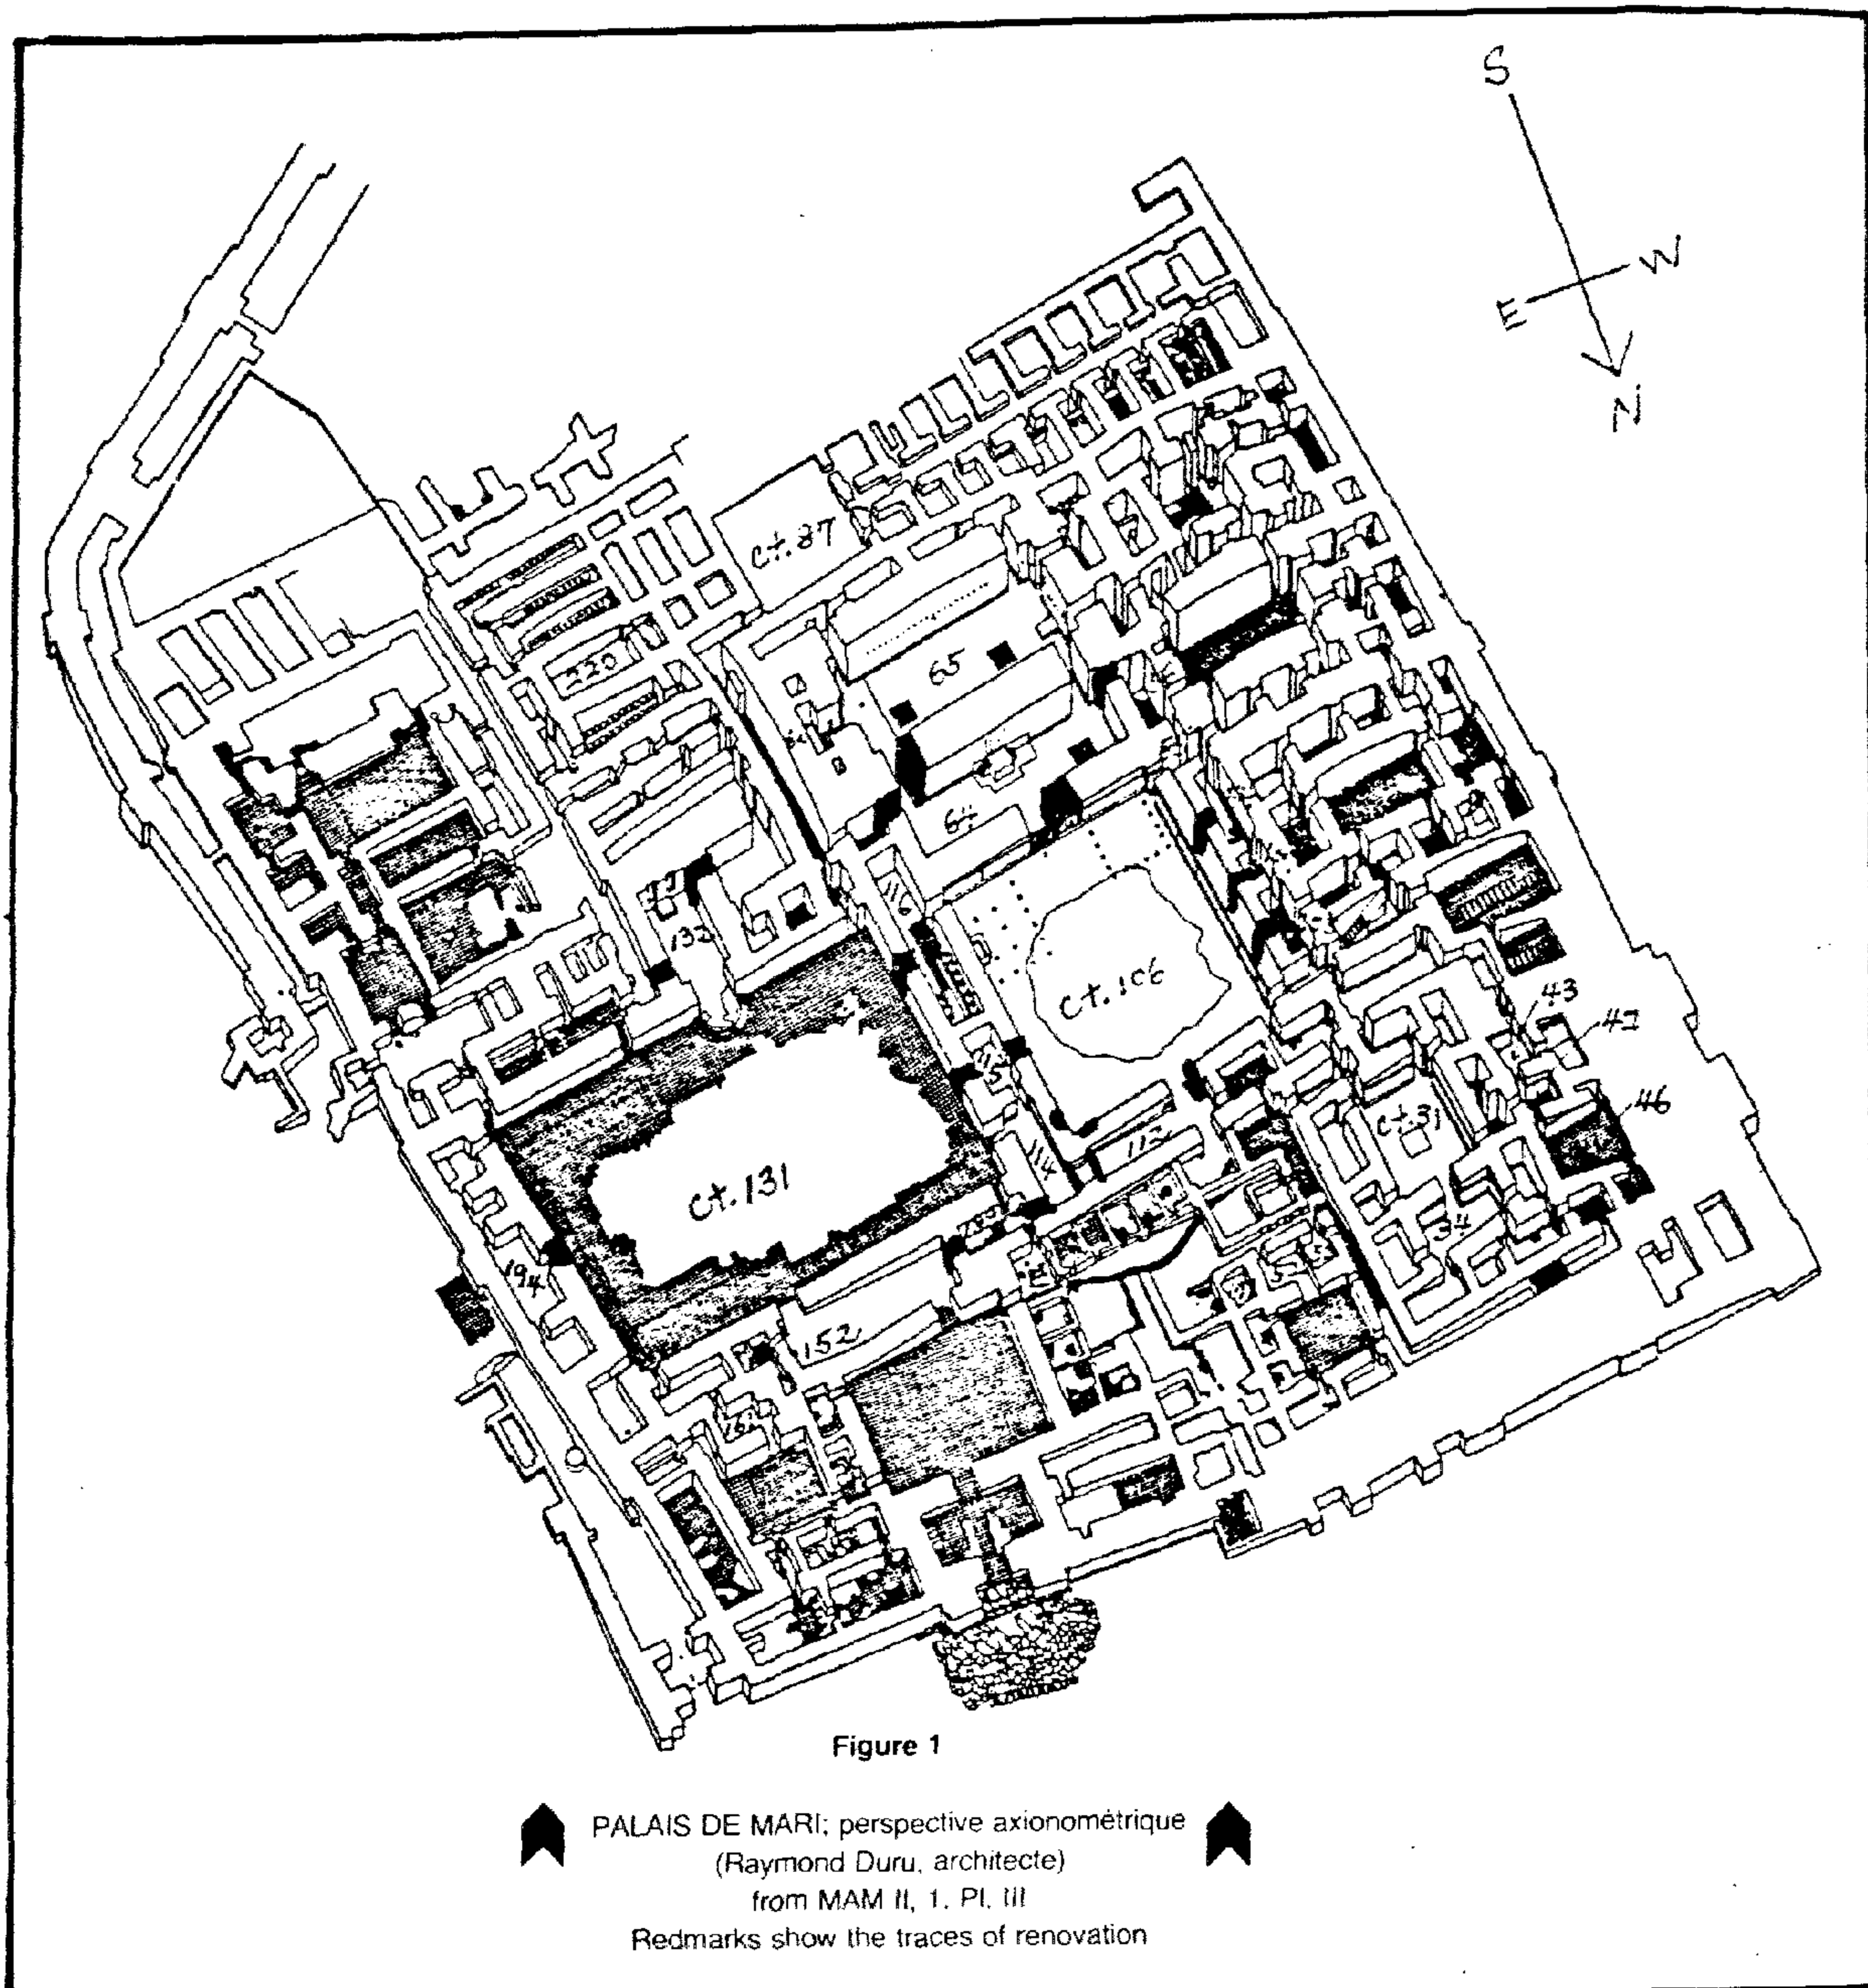 S
W
E
N
ct. 87
220
65
64
116
133
ct. 106
43
42
46
ct. 31
112
114
34
ct. 131
194
152
162
Figure 1
PALAIS DE MARI; perspective axionométrique
(Raymond Duru, architecte)
from MAM II, 1. Pl. III
Redmarks show the traces of renovation